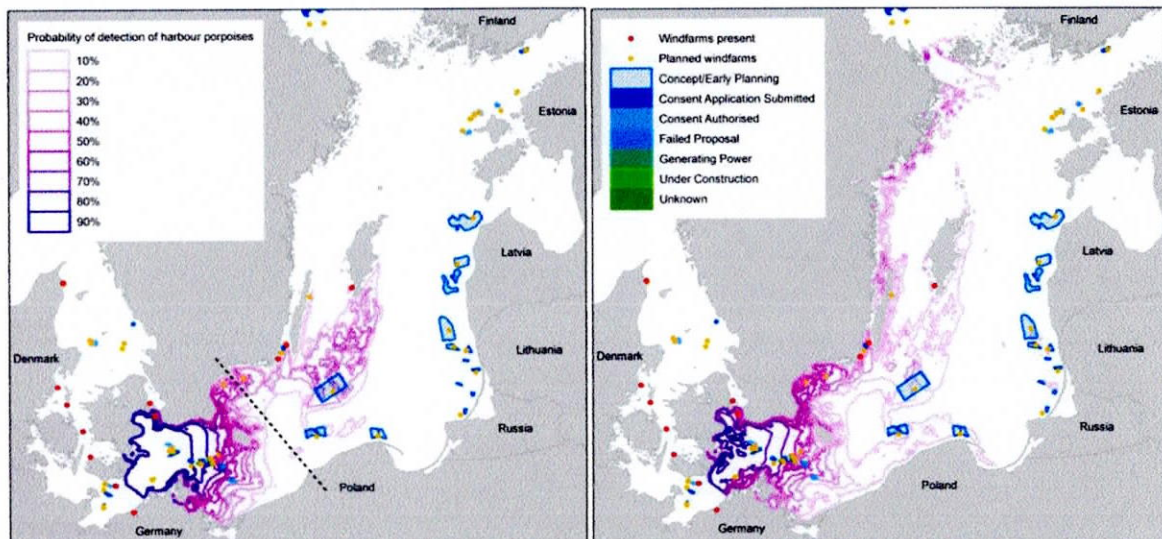 Probability of detection of harbour porpoises
10%
20%
30%
40%
50%
60%
70%
80%
90%
Finland
Estonia
Latvia
Lithuania
Russia
Poland
Germany
Denmark
Windfarms present
Planned windfarms
Concept/Early Planning
Consent Application Submitted
Consent Authorised
Failed Proposal
Generating Power
Under Construction
Unknown
Finland
Estonia
Latvia
Lithuania
Russia
Poland
Germany
Denmark